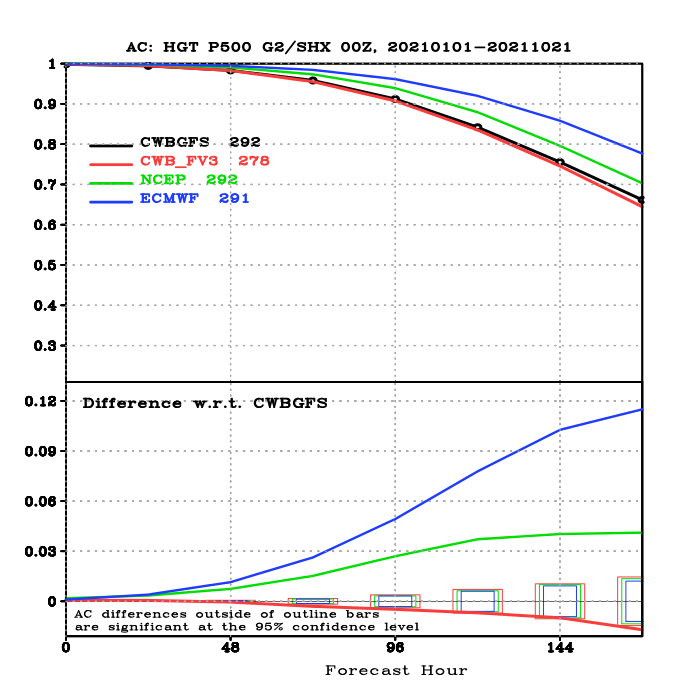 AC: HGT P500 G2/SHX 00Z, 20210101-20211021
1
0.9
0.8
0.7
0.6
0.5
0.4
0.3
CWBGFS 292
CWB_FV3 278
NCEP 292
ECMWF 291
Difference w.r.t. CWBGFS
0.12
0.09
0.06
0.03
0
AC differences outside of outline bars
are significant at the 95% confidence level
0 48 96 144
Forecast Hour